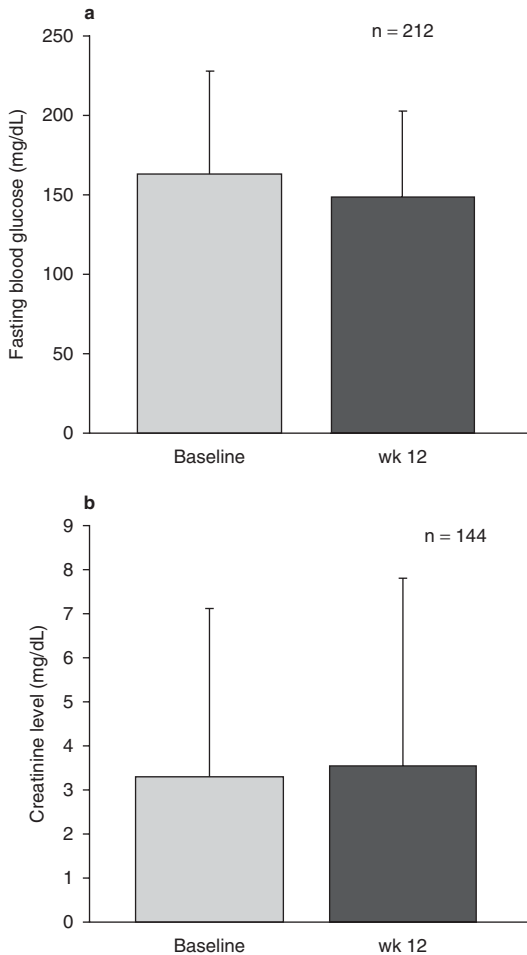 a
n = 212
Fasting blood glucose (mg/dL)
250
200
150
100
50
0
Baseline wk 12
b
n = 144
Creatinine level (mg/dL)
9
8
7
6
5
4
3
2
1
0
Baseline wk 12